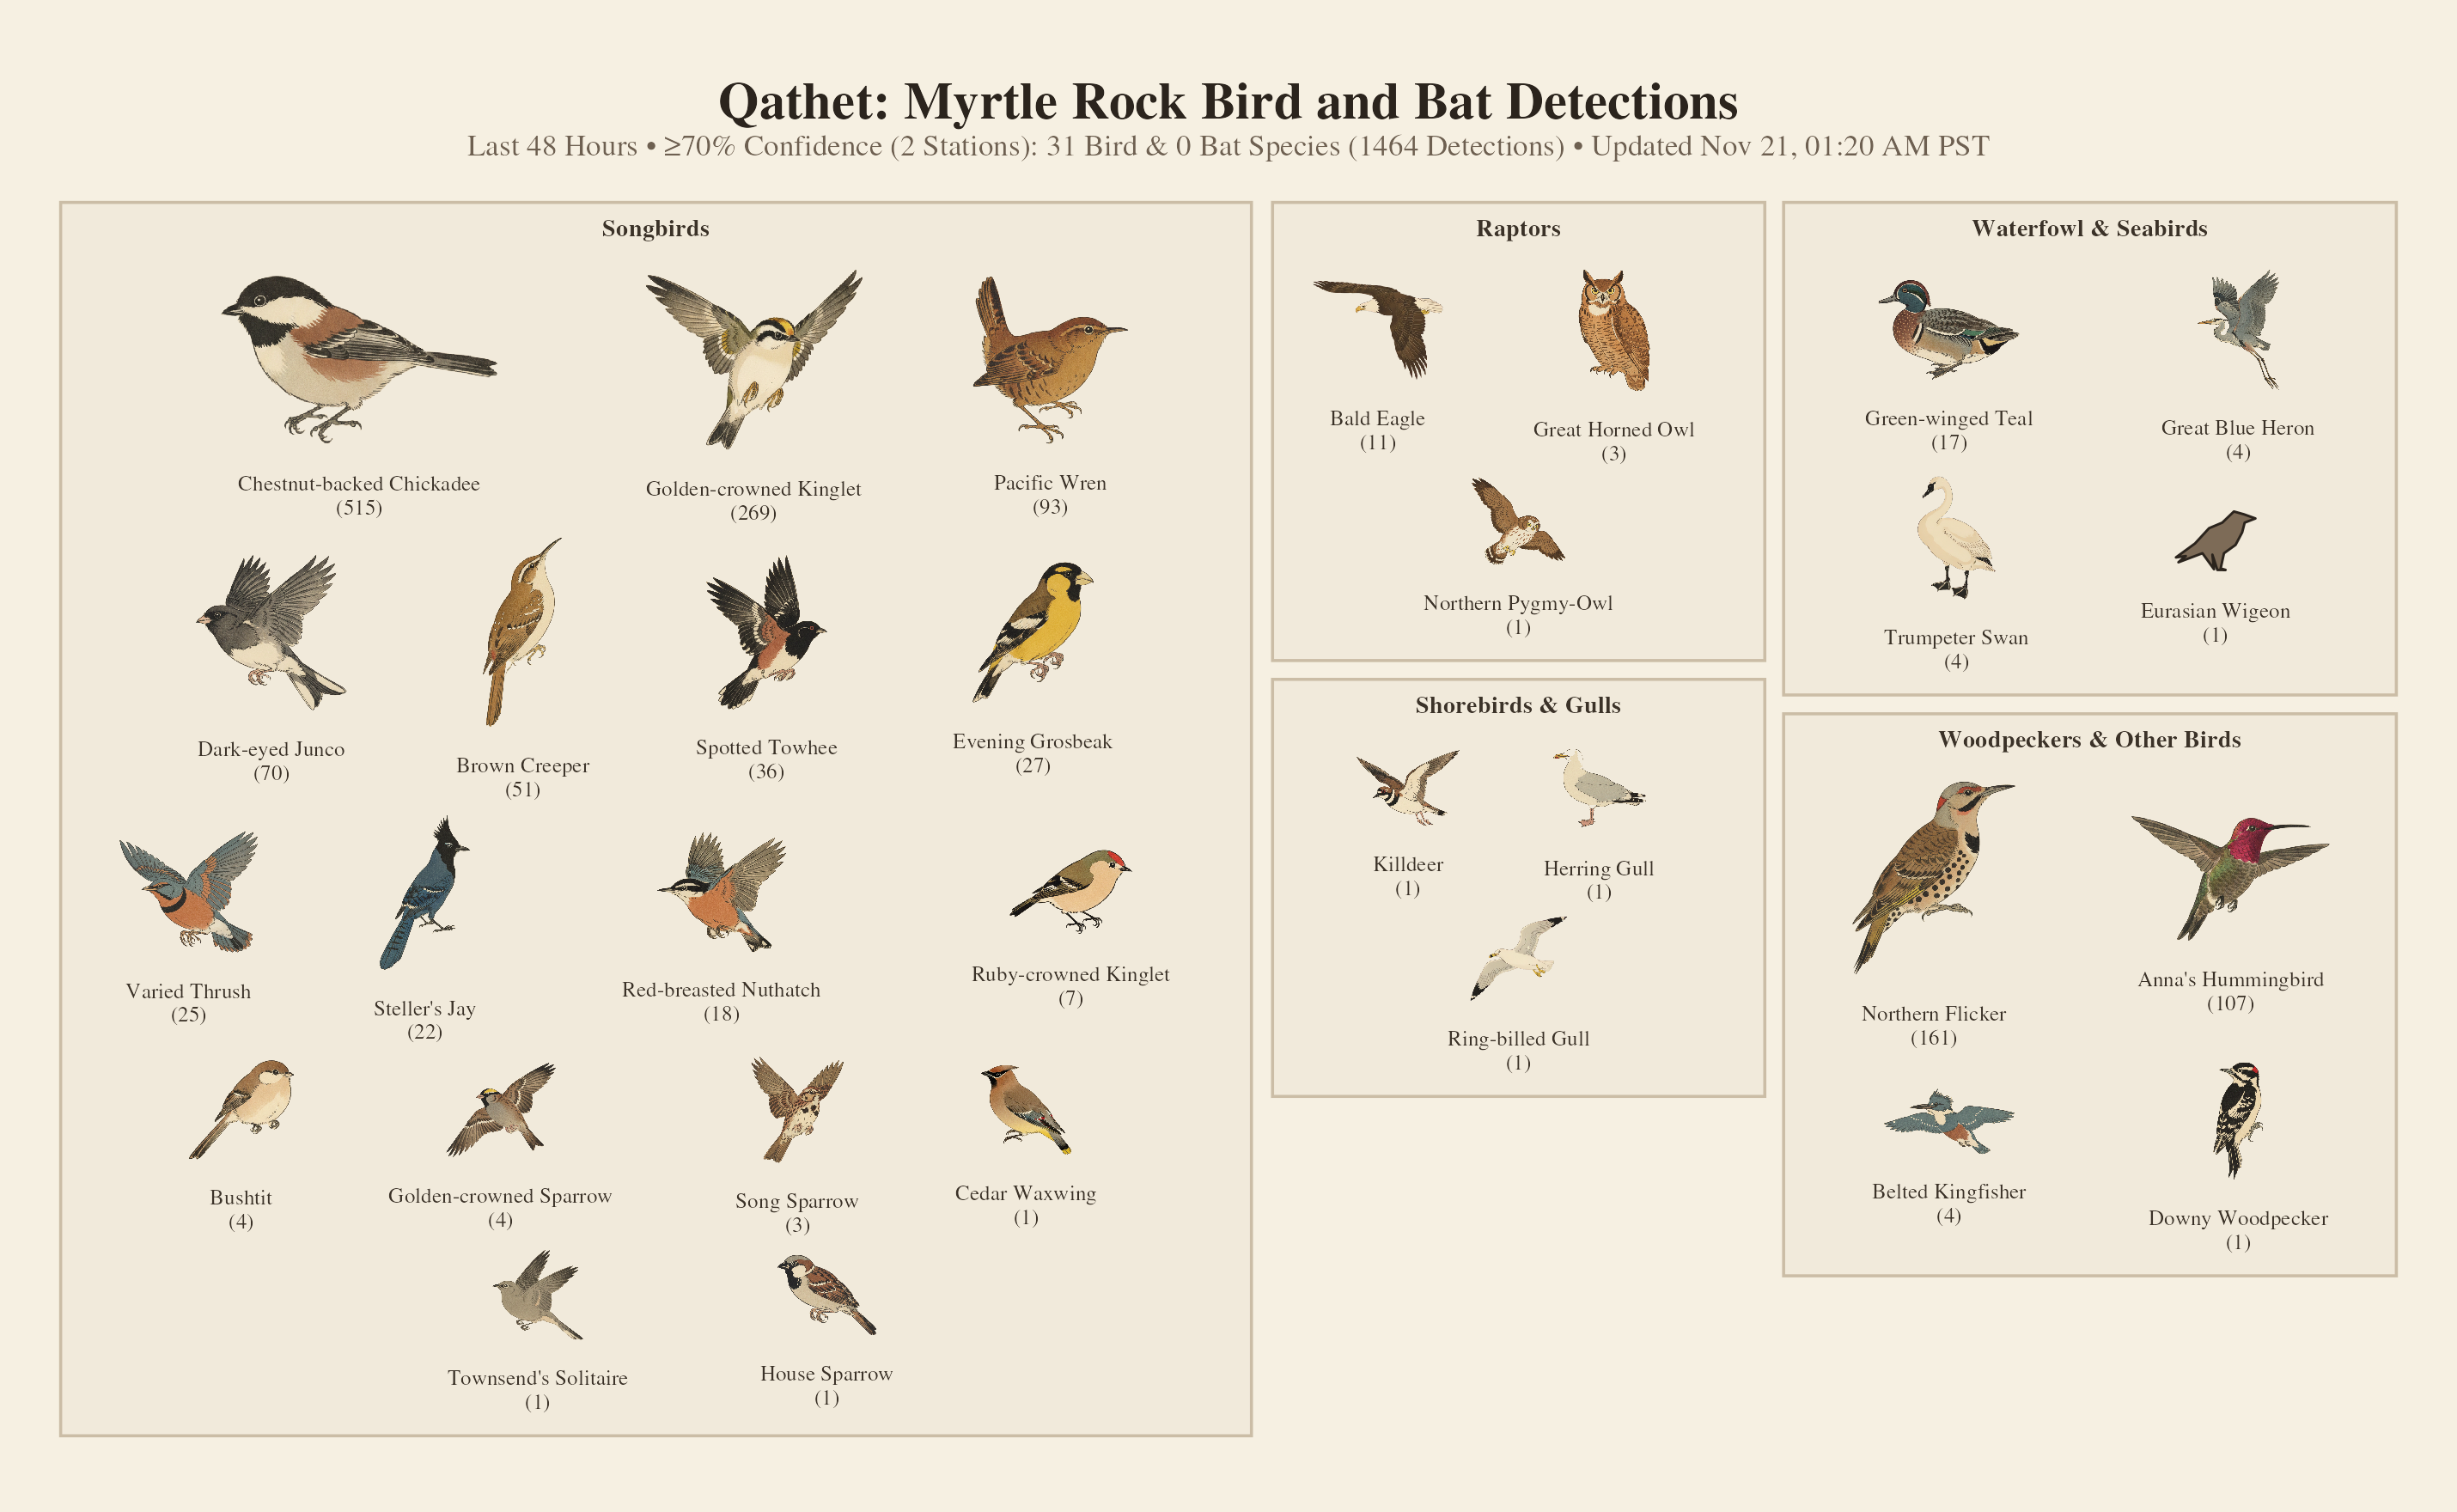 Qathet: Myrtle Rock Bird and Bat Detections
Last 48 Hours • ≥70% Confidence (2 Stations): 31 Bird & 0 Bat Species (1464 Detections) • Updated Nov 21, 01:20 AM PST
Songbirds
Chestnut-backed Chickadee
(515)
Golden-crowned Kinglet
(269)
Pacific Wren
(93)
Dark-eyed Junco
(70)
Brown Creeper
(51)
Spotted Towhee
(36)
Evening Grosbeak
(27)
Varied Thrush
(25)
Steller's Jay
(22)
Red-breasted Nuthatch
(18)
Ruby-crowned Kinglet
(7)
Bushtit
(4)
Golden-crowned Sparrow
(4)
Song Sparrow
(3)
Cedar Waxwing
(1)
Townsend's Solitaire
(1)
House Sparrow
(1)
Raptors
Bald Eagle
(11)
Great Horned Owl
(3)
Northern Pygmy-Owl
(1)
Shorebirds & Gulls
Killdeer
(1)
Herring Gull
(1)
Ring-billed Gull
(1)
Waterfowl & Seabirds
Green-winged Teal
(17)
Great Blue Heron
(4)
Trumpeter Swan
(4)
Eurasian Wigeon
(1)
Woodpeckers & Other Birds
Northern Flicker
(161)
Anna's Hummingbird
(107)
Belted Kingfisher
(4)
Downy Woodpecker
(1)